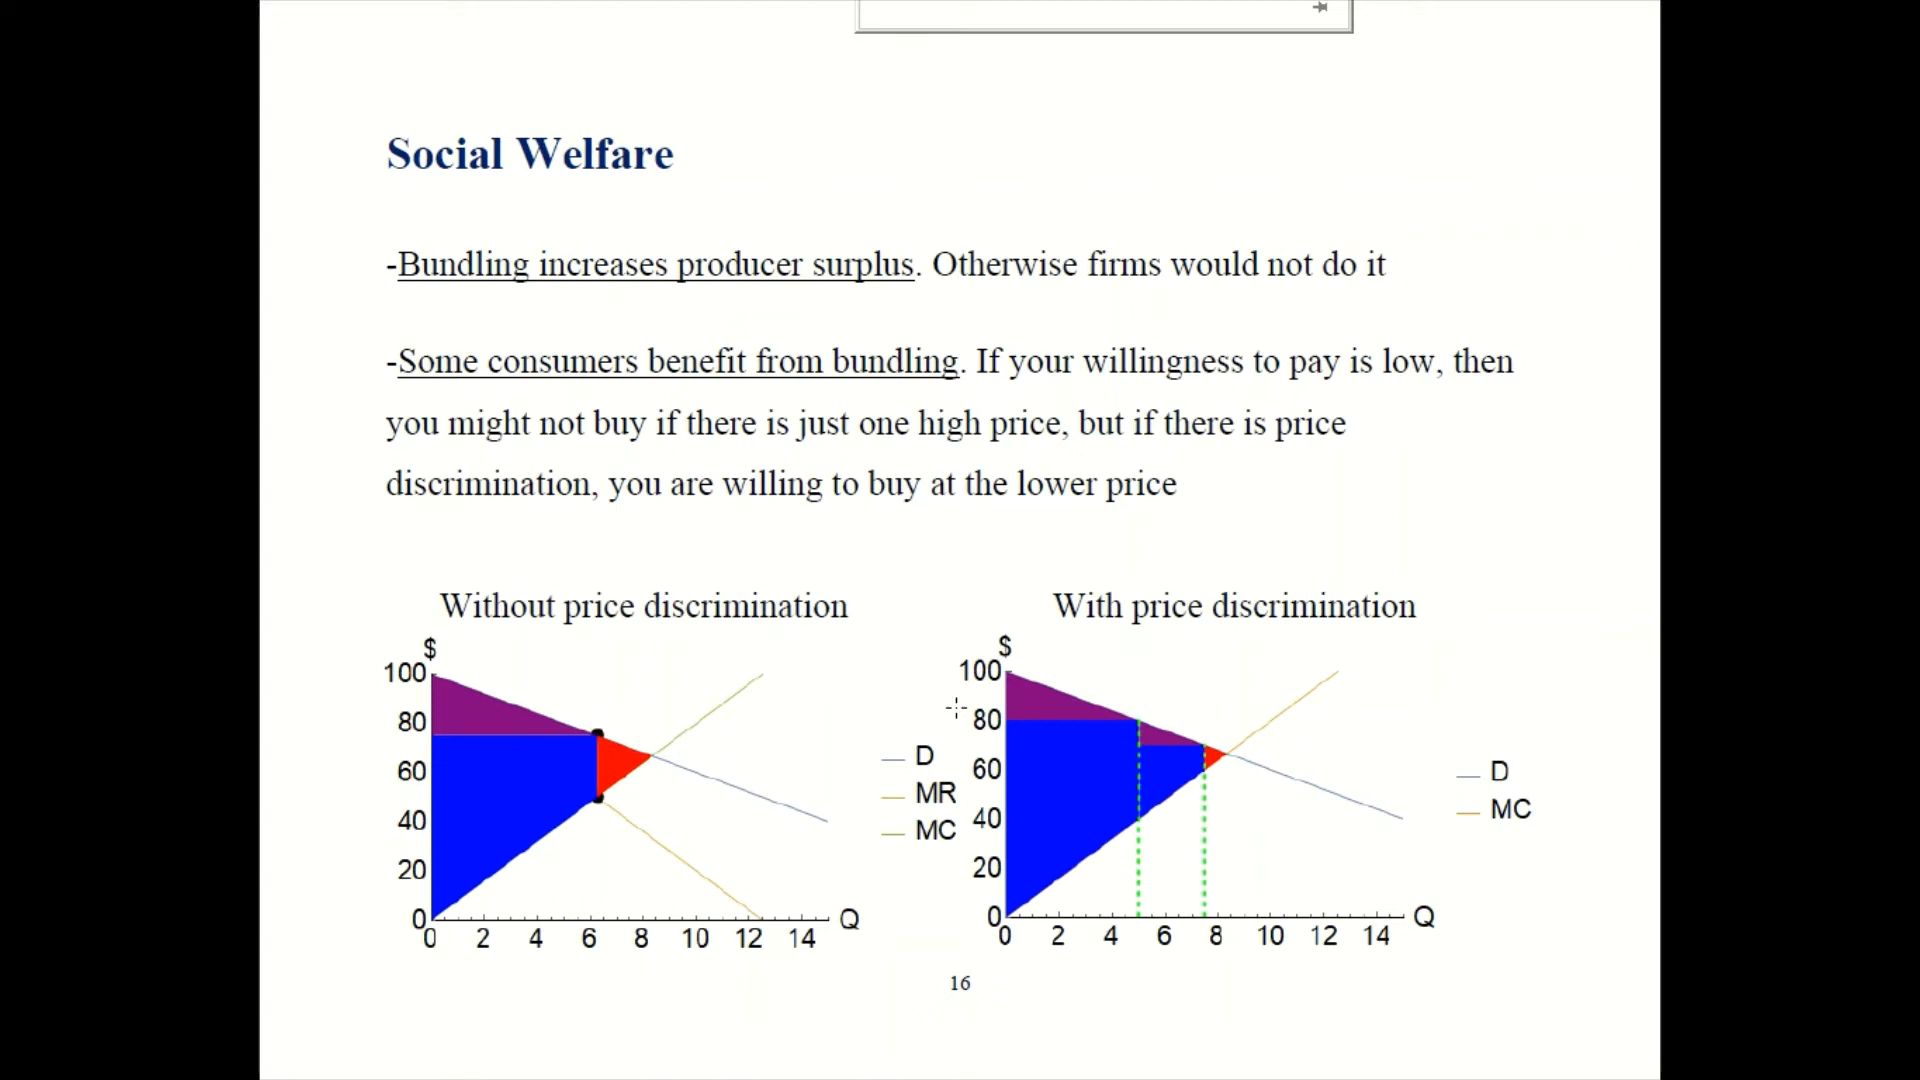 Social Welfare
-Bundling increases producer surplus. Otherwise firms would not do it
-Some consumers benefit from bundling. If your willingness to pay is low, then
you might not buy if there is just one high price, but if there is price
discrimination, you are willing to buy at the lower price
Without price discrimination
$
100
80
60
40
20
0
0 2 4 6 8 10 12 14
Q
D
MR
MC
With price discrimination
$
100
80
60
40
20
0
0 2 4 6 8 10 12 14
Q
D
MC
16